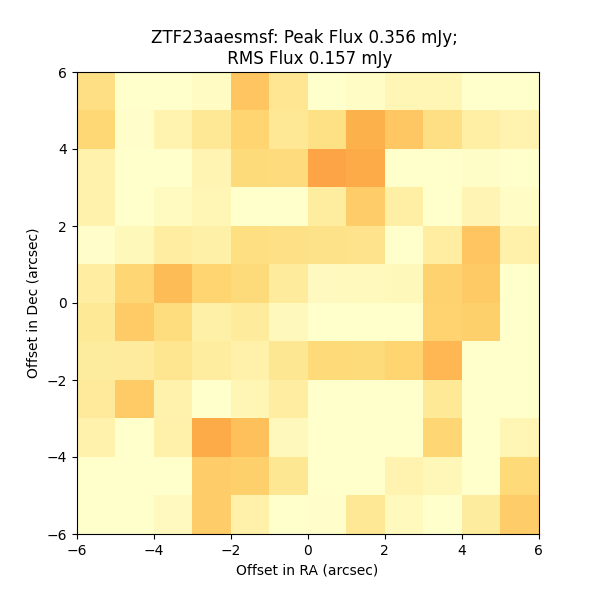 ZTF23aaesmsf: Peak Flux 0.356 mJy;
RMS Flux 0.157 mJy
6
4
2
0
−2
−4
−6
Offset in Dec (arcsec)
−6 −4 −2 0 2 4 6
Offset in RA (arcsec)